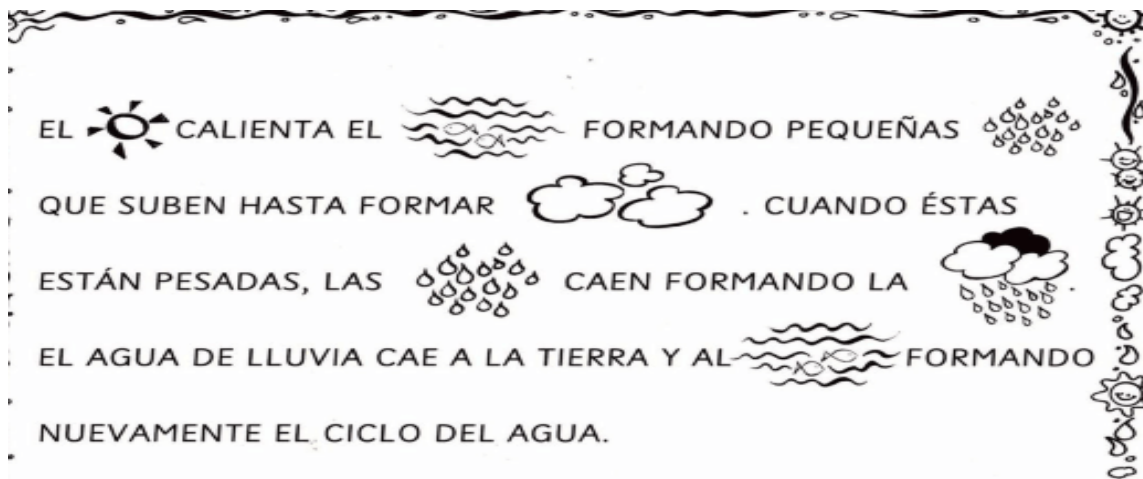 EL CALIENTA EL FORMANDO PEQUEÑAS
QUE SUBEN HASTA FORMAR . CUANDO ÉSTAS
ESTÁN PESADAS, LAS CAEN FORMANDO LA .
EL AGUA DE LLUVIA CAE A LA TIERRA Y AL FORMANDO
NUEVAMENTE EL CICLO DEL AGUA.